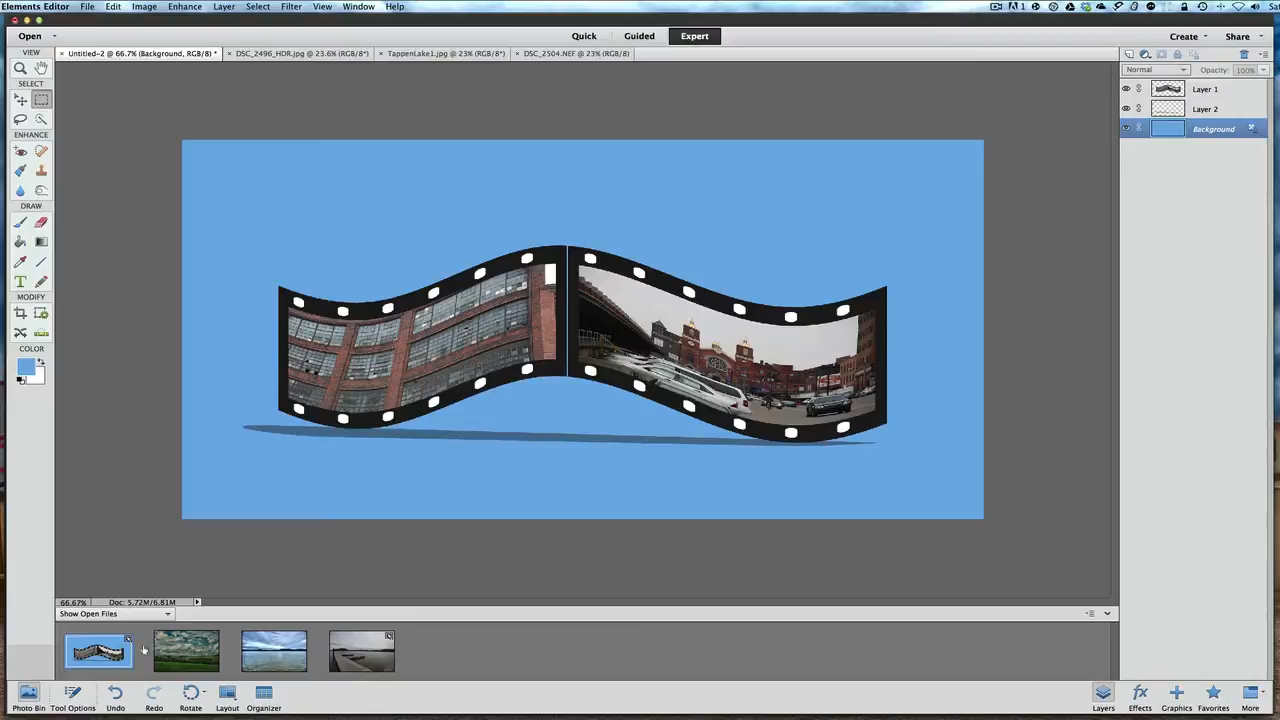 Elements Editor File Edit Image Enhance Layer Select Filter View Window Help
Open Quick Guided Expert Create Share
VIEW × Untitled-2 @ 66.7% (Background, RGB/8) * × DSC_2496_HDR.jpg @ 23.6% (RGB/8*) × TappenLake1.jpg @ 23% (RGB/8*) × DSC_2504.NEF @ 23% (RGB/8)
Normal Opacity: 100%
SELECT
Layer 1
Layer 2
Background
ENHANCE
DRAW
MODIFY
COLOR
66.67% Doc: 5.72M/6.81M
Show Open Files
Photo Bin Tool Options Undo Redo Rotate Layout Organizer Layers Effects Graphics Favorites More